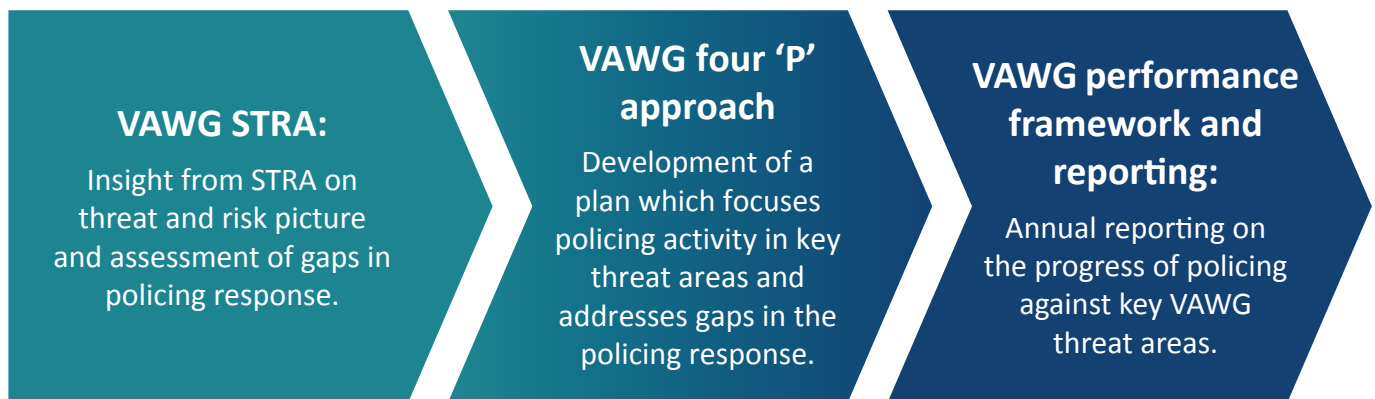 VAWG STRA:
Insight from STRA on
threat and risk picture
and assessment of gaps in
policing response.
VAWG four ‘P’
approach
Development of a
plan which focuses
policing activity in key
threat areas and
addresses gaps in the
policing response.
VAWG performance
framework and
reporting:
Annual reporting on
the progress of policing
against key VAWG
threat areas.